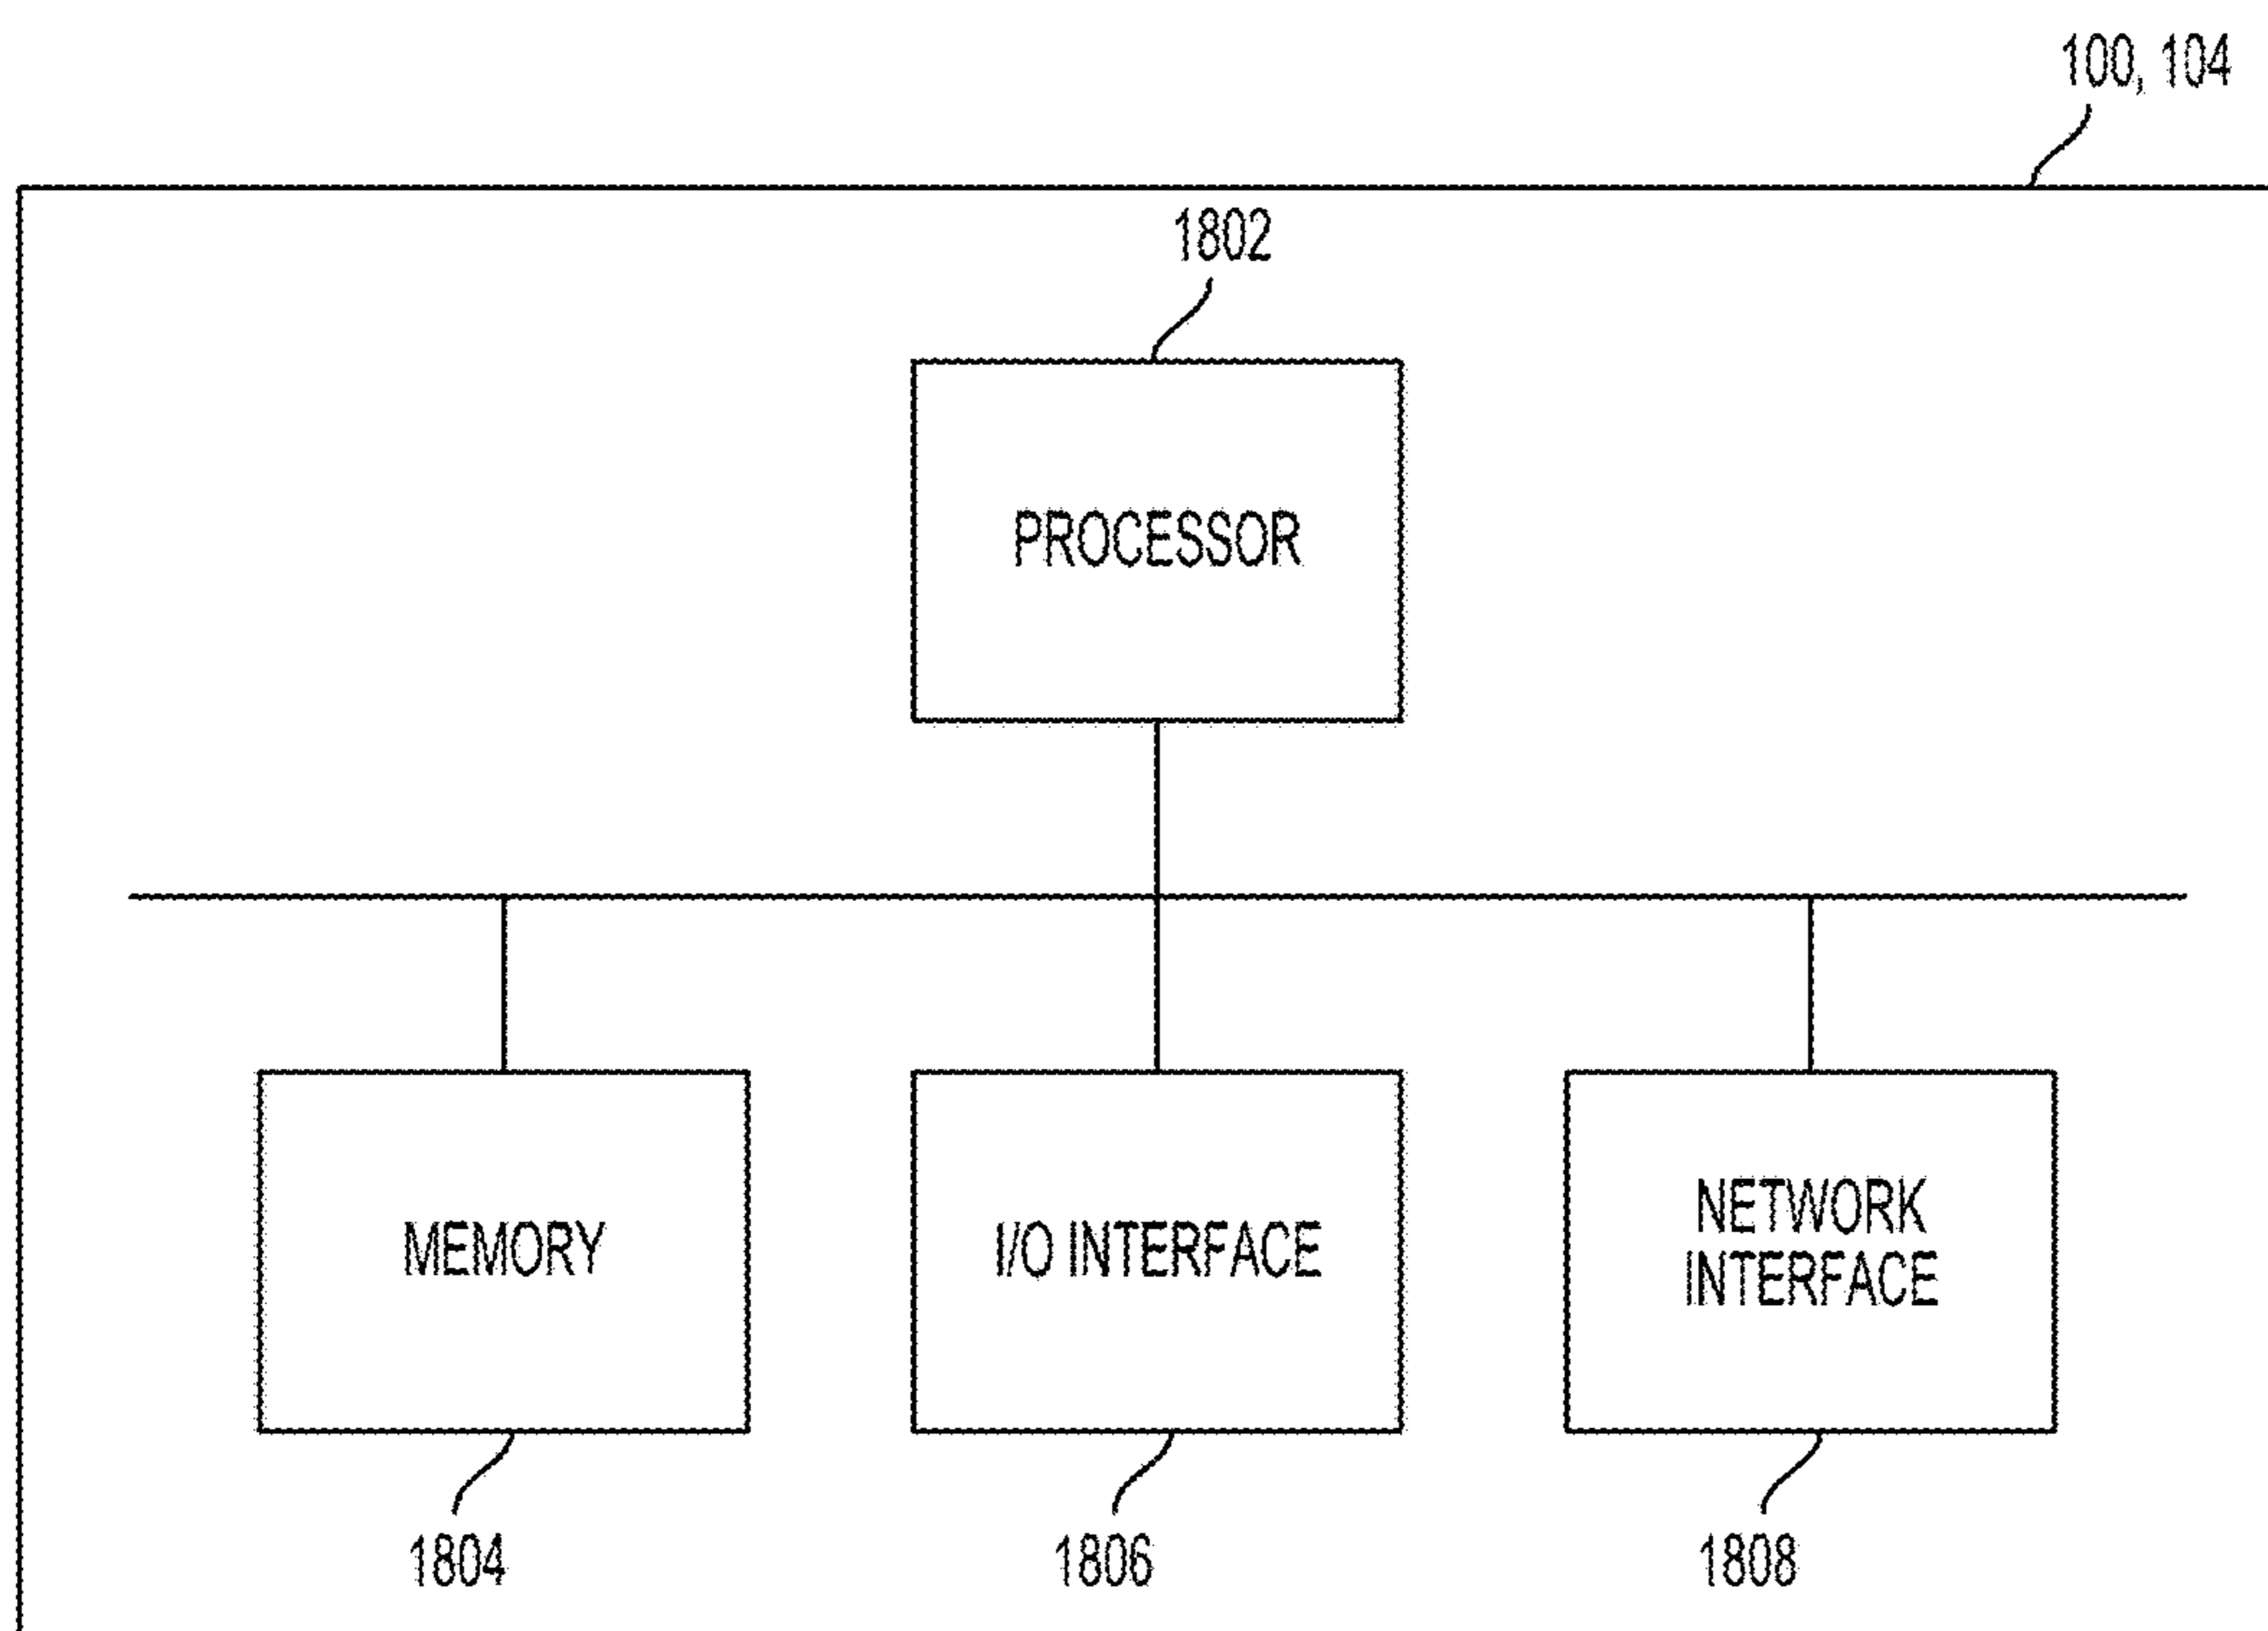 100, 104
1802
PROCESSOR
MEMORY
I/O INTERFACE
NETWORK
INTERFACE
1804
1806
1808